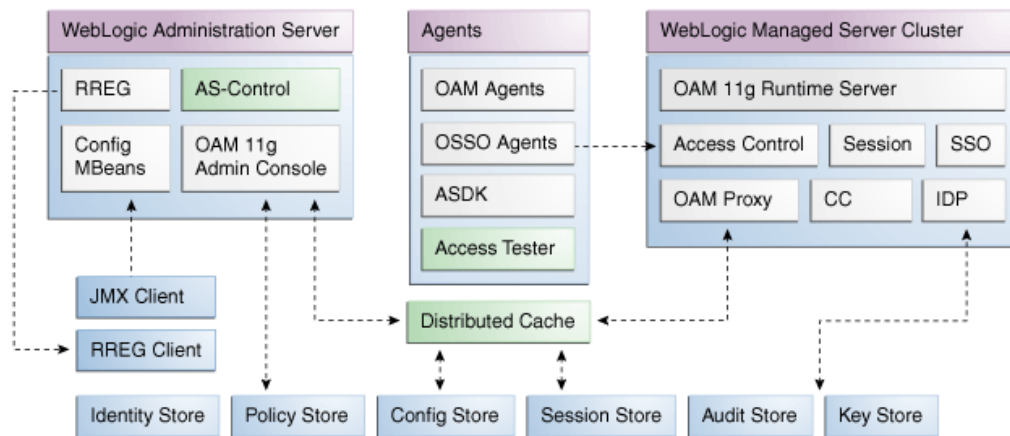 WebLogic Administration Server
RREG
AS-Control
Config
MBeans
OAM 11g
Admin Console
Agents
OAM Agents
OSSO Agents
ASDK
Access Tester
WebLogic Managed Server Cluster
OAM 11g Runtime Server
Access Control
Session
SSO
OAM Proxy
CC
IDP
JMX Client
RREG Client
Distributed Cache
Identity Store
Policy Store
Config Store
Session Store
Audit Store
Key Store